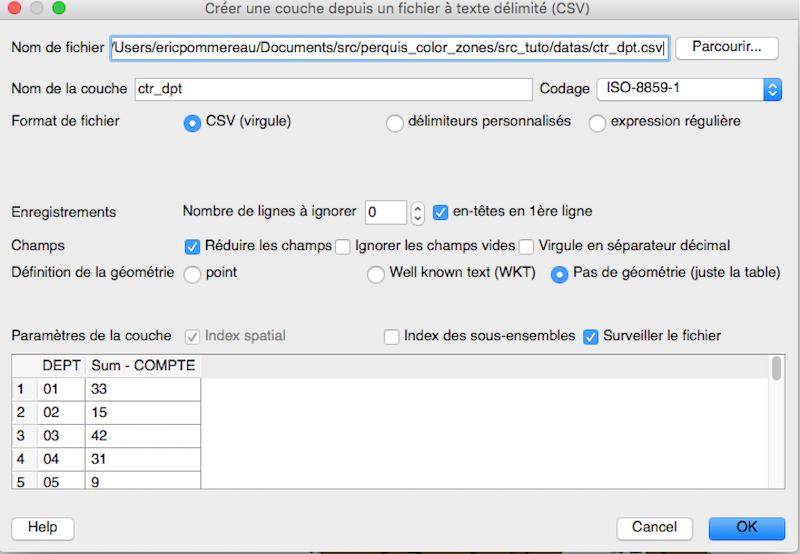 Créer une couche depuis un fichier à texte délimité (CSV)
Nom de fichier /Users/ericpommereau/Documents/src/perquis_color_zones/src_tuto/datas/ctr_dpt.csv Parcourir...
Nom de la couche ctr_dpt Codage ISO-8859-1
Format de fichier CSV (virgule) délimiteurs personnalisés expression régulière
Enregistrements Nombre de lignes à ignorer 0 en-têtes en 1ère ligne
Champs Réduire les champs Ignorer les champs vides Virgule en séparateur décimal
Définition de la géométrie point Well known text (WKT) Pas de géométrie (juste la table)
Paramètres de la couche Index spatial Index des sous-ensembles Surveiller le fichier
DEPT Sum - COMPTE
1 01 33
2 02 15
3 03 42
4 04 31
5 05 9
Help Cancel OK